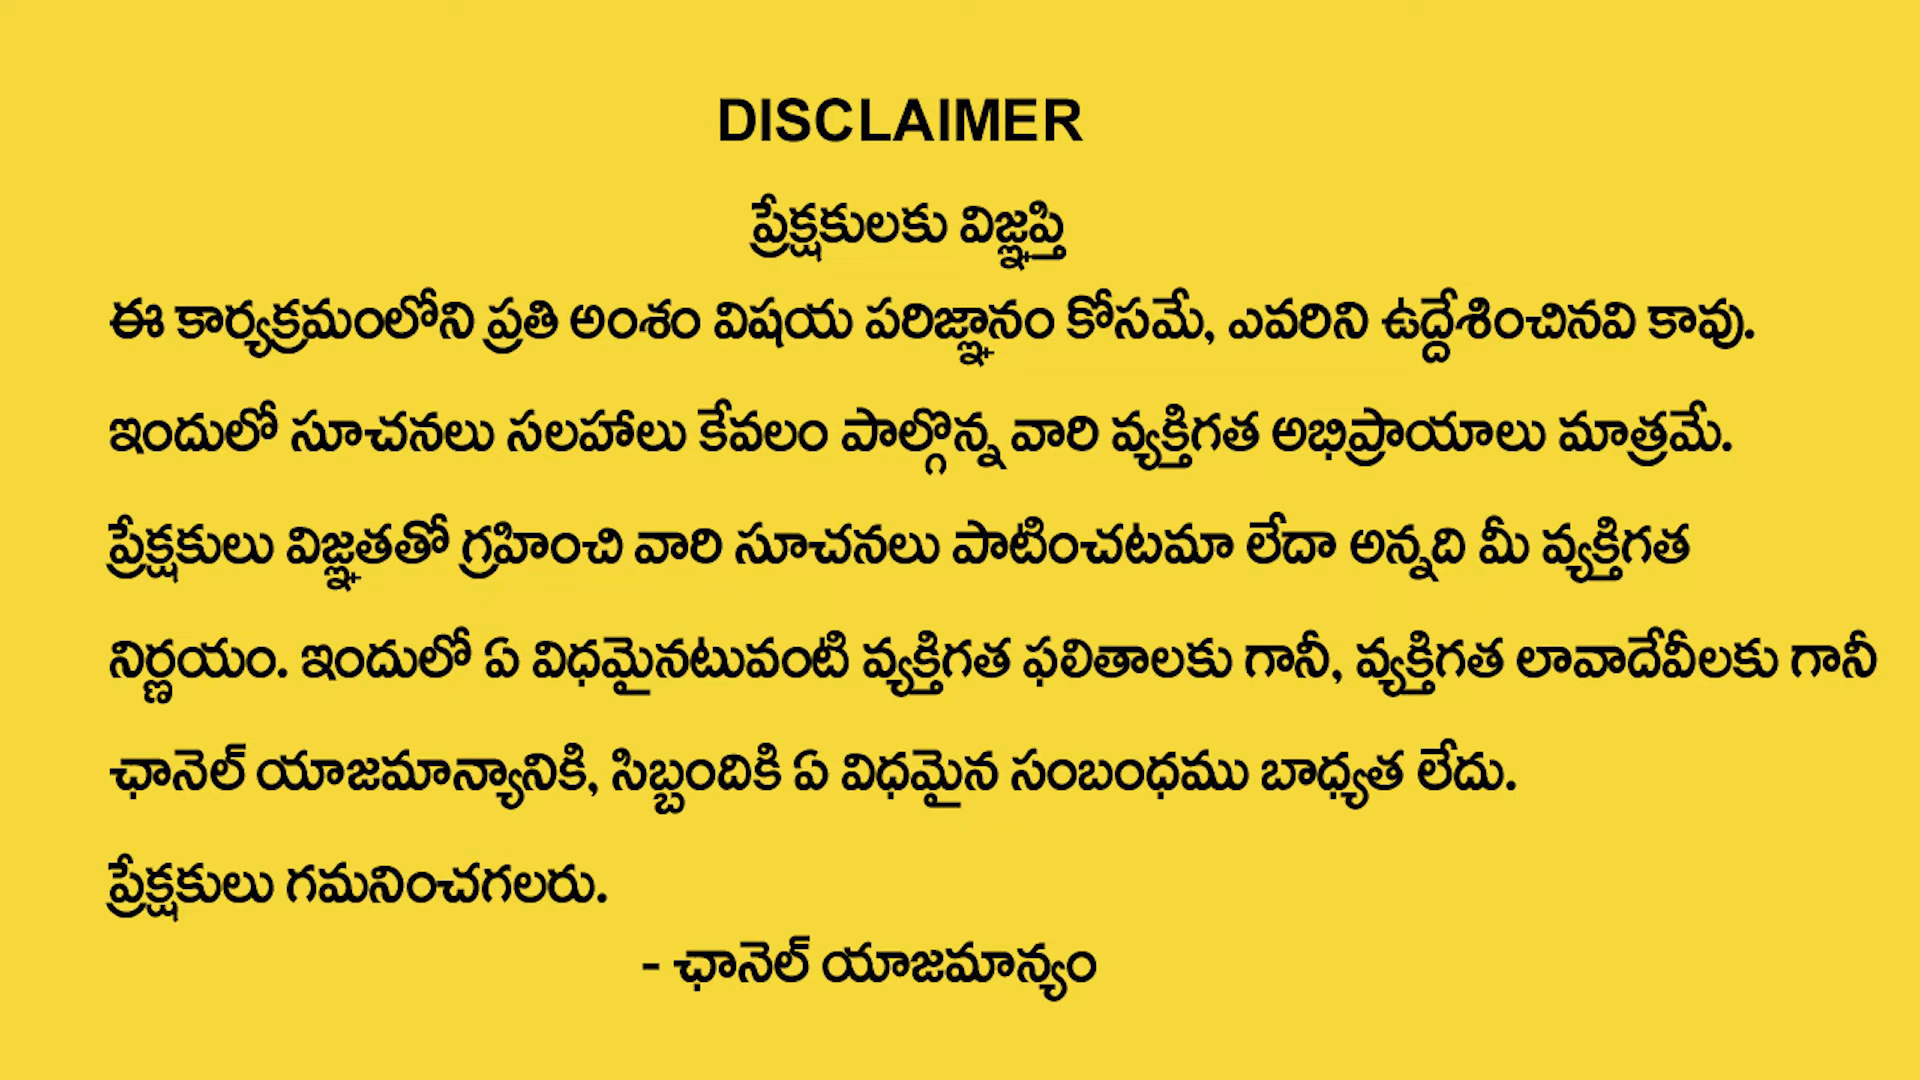 DISCLAIMER
ప్రేక్షకులకు విజ్ఞప్తి
ఈ కార్యక్రమంలోని ప్రతి అంశం విషయ పరిజ్ఞానం కోసమే, ఎవరిని ఉద్దేశించినవి కావు.
ఇందులో సూచనలు సలహాలు కేవలం పాల్గొన్న వారి వ్యక్తిగత అభిప్రాయాలు మాత్రమే.
ప్రేక్షకులు విజ్ఞతతో గ్రహించి వారి సూచనలు పాటించటమా లేదా అన్నది మీ వ్యక్తిగత
నిర్ణయం. ఇందులో ఏ విధమైనటువంటి వ్యక్తిగత ఫలితాలకు గానీ, వ్యక్తిగత లావాదేవీలకు గానీ
ఛానెల్ యాజమాన్యానికి, సిబ్బందికి ఏ విధమైన సంబంధము బాధ్యత లేదు.
ప్రేక్షకులు గమనించగలరు.
- ఛానెల్ యాజమాన్యం